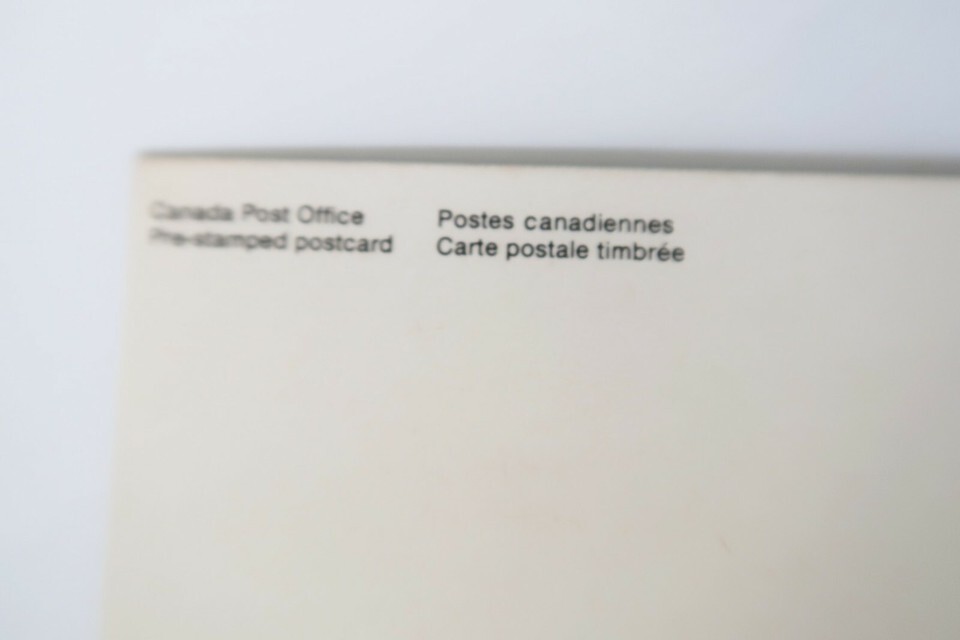 Canada Post Office
Pre-stamped postcard
Postes canadiennes
Carte postale timbrée